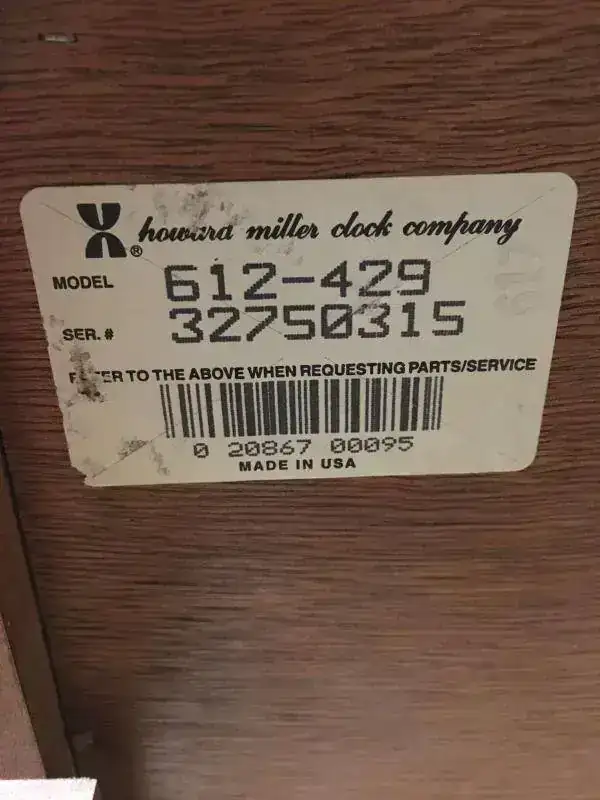 howard miller clock company
®
MODEL 612-429
SER. # 32750315
TO THE ABOVE WHEN REQUESTING PARTS/SERVICE
0 20867 00095
MADE IN USA